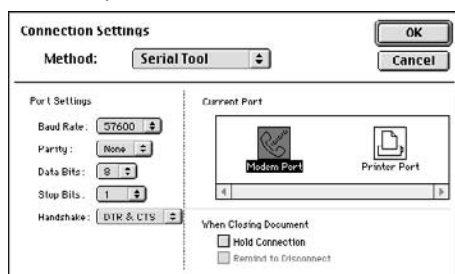 Connection Settings
OK
Method: Serial Tool
Cancel
Port Settings
Current Port
Baud Rate: 57600
Parity: None
Data Bits: 8
Stop Bits: 1
Handshake: DTR & CTS
Modem Port
Printer Port
When Closing Document
Hold Connection
Remind to Disconnect